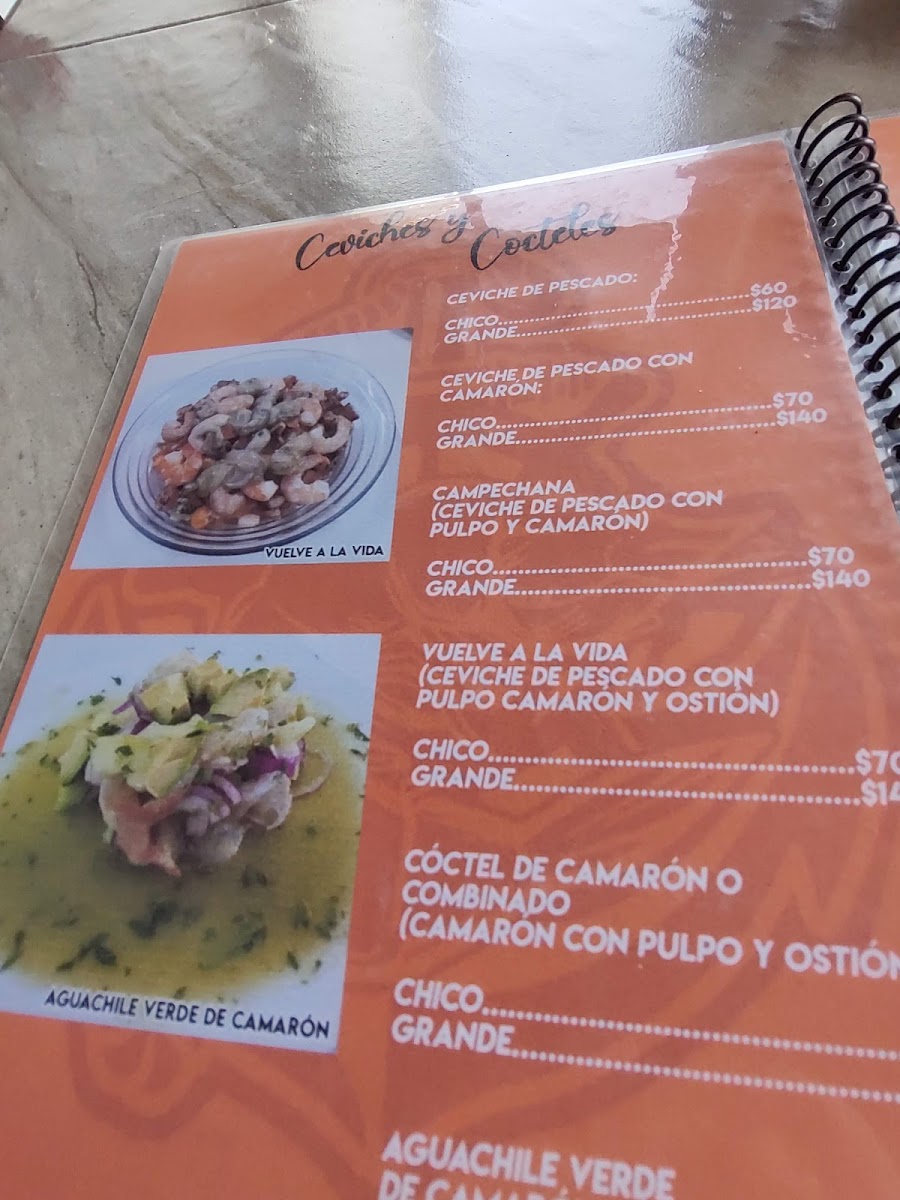 Ceviches y Cocteles
CEVICHE DE PESCADO:
CHICO.....$60
GRANDE.....$120
CEVICHE DE PESCADO CON
CAMARÓN:
CHICO.....$70
GRANDE.....$140
CAMPECHANA
(CEVICHE DE PESCADO CON
PULPO Y CAMARÓN)
CHICO.....$70
GRANDE.....$140
VUELVE A LA VIDA
VUELVE A LA VIDA
(CEVICHE DE PESCADO CON
PULPO CAMARÓN Y OSTIÓN)
CHICO.....$70
GRANDE.....$14
CÓCTEL DE CAMARÓN O
COMBINADO
(CAMARÓN CON PULPO Y OSTIÓN
CHICO.....
GRANDE.....
AGUACHILE VERDE DE CAMARÓN
AGUACHILE VERDE
DE CAMARÓN